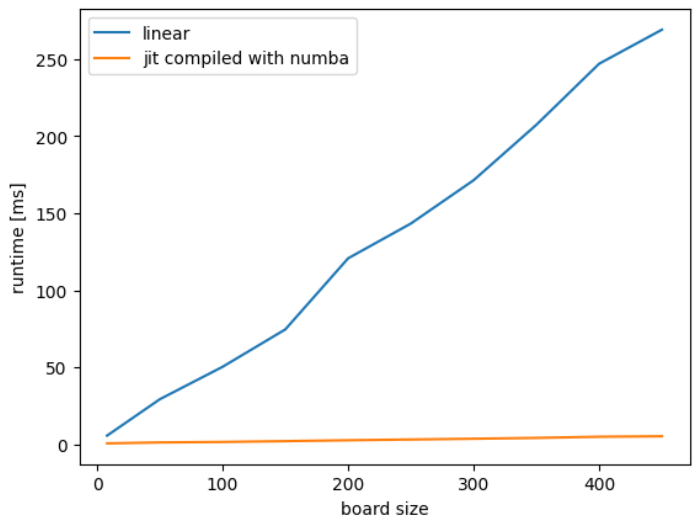 linear
jit compiled with numba
250
200
150
100
50
0
runtime [ms]
0
100
200
300
400
board size